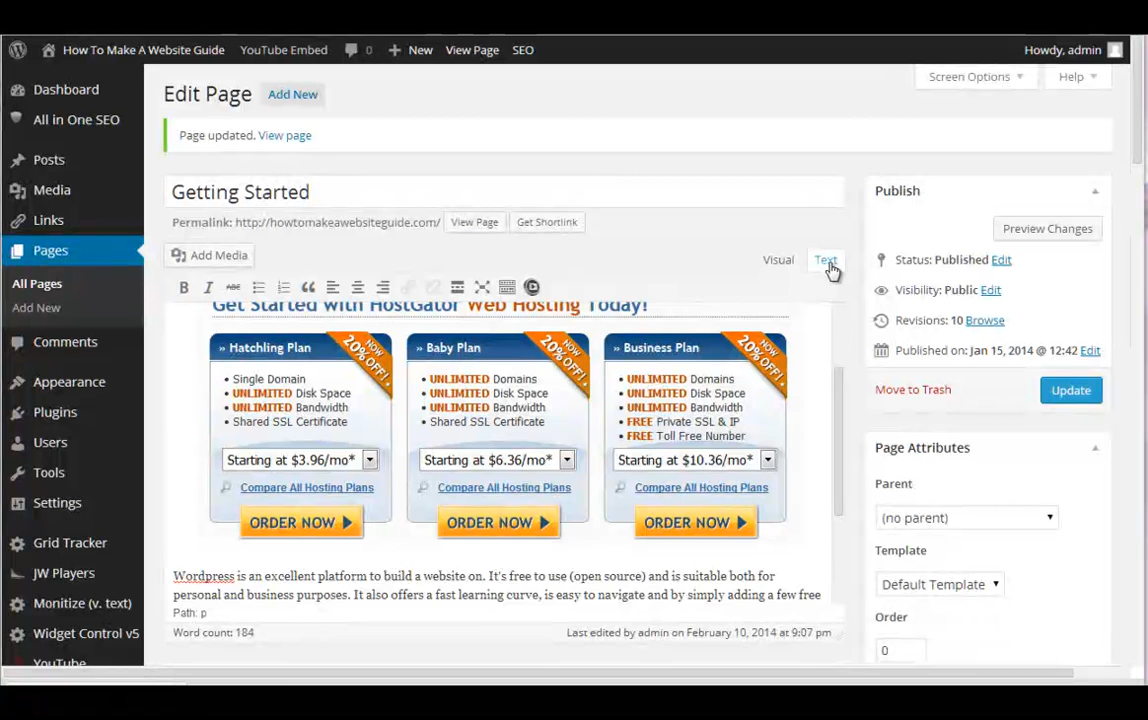 How To Make A Website Guide YouTube Embed 0 New View Page SEO Howdy, admin
Screen Options Help
Dashboard
All in One SEO
Posts
Media
Links
Pages
All Pages
Add New
Comments
Appearance
Plugins
Users
Tools
Settings
Grid Tracker
JW Players
Monitize (v. text)
Widget Control v5
YouTube
Edit Page Add New
Page updated. View page
Getting Started
Permalink: http://howtomakeawebsiteguide.com/ View Page Get Shortlink
Add Media Visual Text
B I ABC
Get Started with HostGator Web Hosting Today!
» Hatchling Plan
NOW 20% OFF!
• Single Domain
• UNLIMITED Disk Space
• UNLIMITED Bandwidth
• Shared SSL Certificate
Starting at $3.96/mo*
Compare All Hosting Plans
ORDER NOW
» Baby Plan
NOW 20% OFF!
• UNLIMITED Domains
• UNLIMITED Disk Space
• UNLIMITED Bandwidth
• Shared SSL Certificate
Starting at $6.36/mo*
Compare All Hosting Plans
ORDER NOW
» Business Plan
NOW 20% OFF!
• UNLIMITED Domains
• UNLIMITED Disk Space
• UNLIMITED Bandwidth
• FREE Private SSL & IP
• FREE Toll Free Number
Starting at $10.36/mo*
Compare All Hosting Plans
ORDER NOW
Wordpress is an excellent platform to build a website on. It's free to use (open source) and is suitable both for
personal and business purposes. It also offers a fast learning curve, is easy to navigate and by simply adding a few free
Path: p
Word count: 184 Last edited by admin on February 10, 2014 at 9:07 pm
Publish
Preview Changes
Status: Published Edit
Visibility: Public Edit
Revisions: 10 Browse
Published on: Jan 15, 2014 @ 12:42 Edit
Move to Trash Update
Page Attributes
Parent
(no parent)
Template
Default Template
Order
0